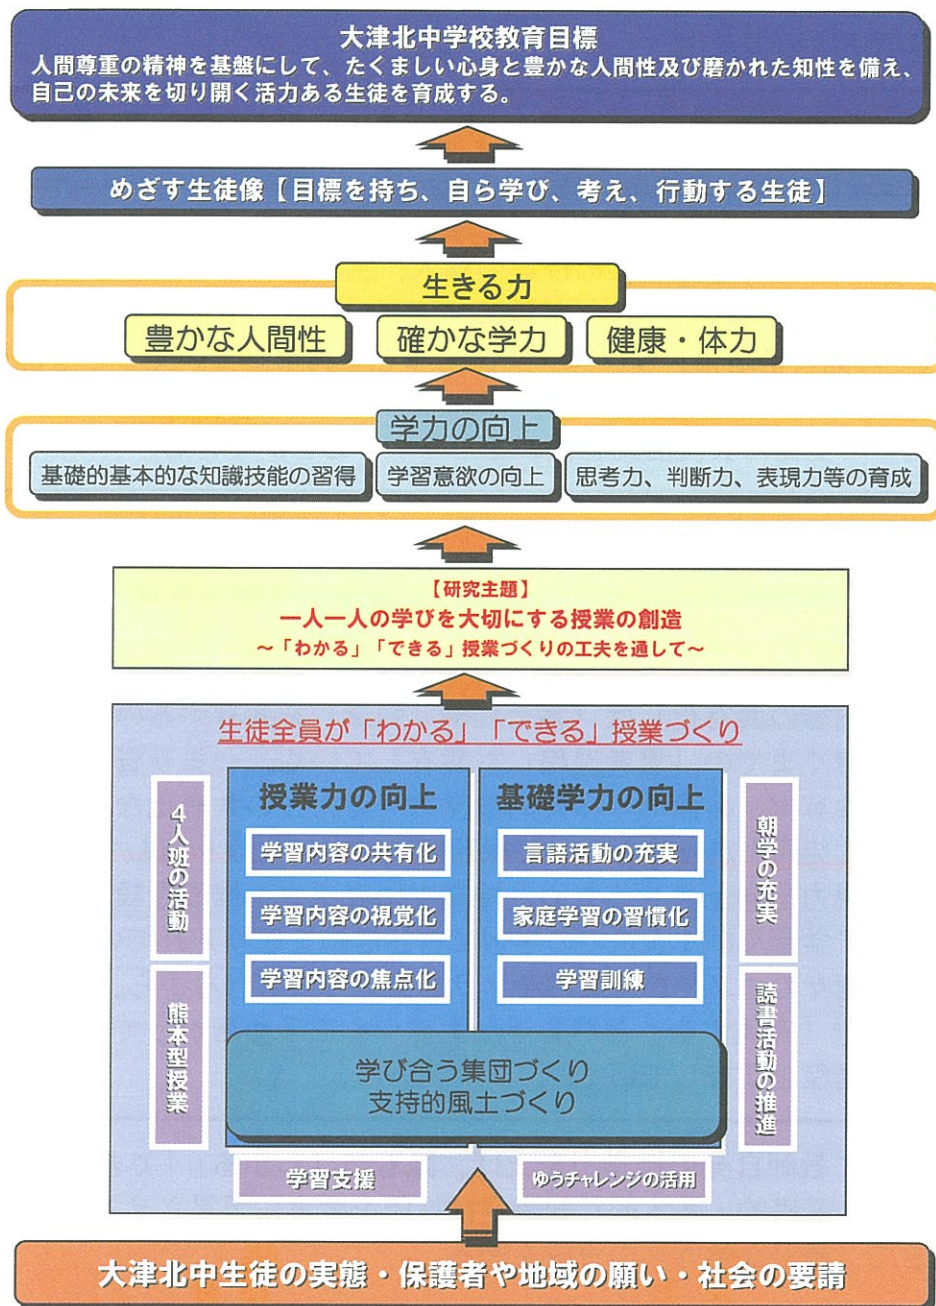 大津北中学校教育目標
人間尊重の精神を基盤にして、たくましい心身と豊かな人間性及び磨かれた知性を備え、
自己の未来を切り開く活力ある生徒を育成する。
めざす生徒像【目標を持ち、自ら学び、考え、行動する生徒】
生きる力
豊かな人間性
確かな学力
健康・体力
学力の向上
基礎的基本的な知識技能の習得
学習意欲の向上
思考力、判断力、表現力等の育成
【研究主題】
一人一人の学びを大切にする授業の創造
～「わかる」「できる」授業づくりの工夫を通して～
生徒全員が「わかる」「できる」授業づくり
4人班の活動
熊本型授業
授業力の向上
学習内容の共有化
学習内容の視覚化
学習内容の焦点化
基礎学力の向上
言語活動の充実
家庭学習の習慣化
学習訓練
朝学の充実
読書活動の推進
学び合う集団づくり
支持的風土づくり
学習支援
ゆうチャレンジの活用
大津北中生徒の実態・保護者や地域の願い・社会の要請